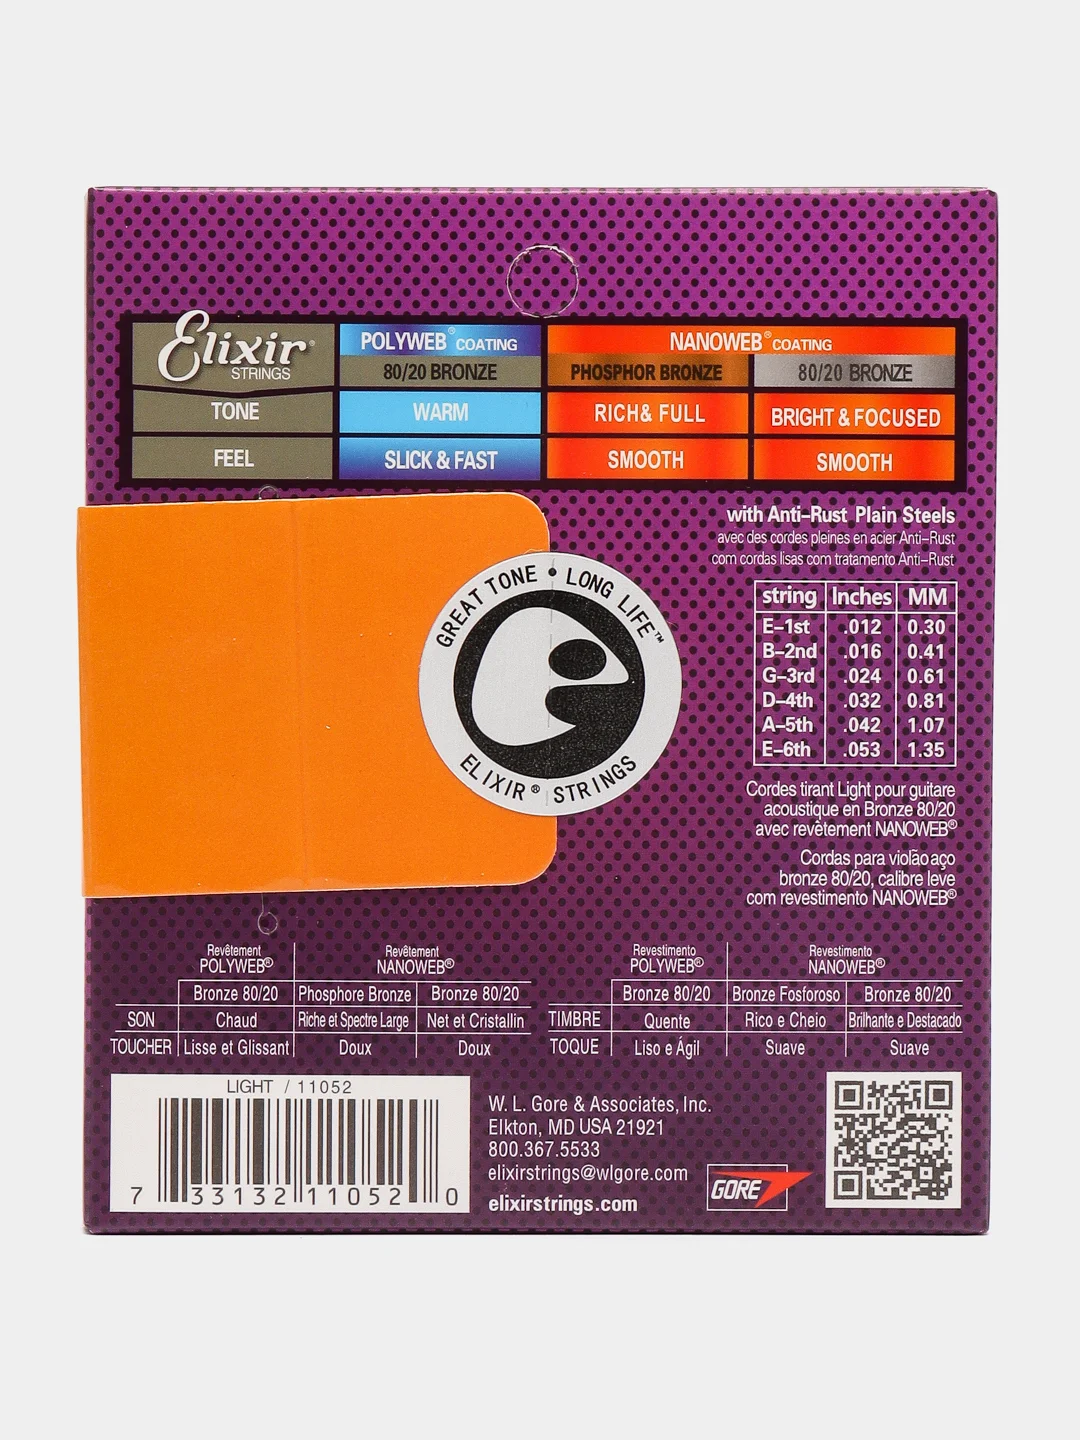 Elixir®
STRINGS
POLYWEB® COATING
NANOWEB® COATING
80/20 BRONZE
PHOSPHOR BRONZE
80/20 BRONZE
TONE
WARM
RICH& FULL
BRIGHT & FOCUSED
FEEL
SLICK & FAST
SMOOTH
SMOOTH
with Anti-Rust Plain Steels
avec des cordes pleines en acier Anti-Rust
com cordas lisas com tratamento Anti-Rust
string Inches MM
E-1st .012 0.30
B-2nd .016 0.41
G-3rd .024 0.61
D-4th .032 0.81
A-5th .042 1.07
E-6th .053 1.35
GREAT TONE • LONG LIFE™
ELIXIR® STRINGS
Cordes tirant Light pour guitare
acoustique en Bronze 80/20
avec revètement NANOWEB®
Cordas para violão aço
bronze 80/20, calibre leve
com revestimento NANOWEB®
Revêtement
POLYWEB®
Revêtement
NANOWEB®
Bronze 80/20 Phosphore Bronze Bronze 80/20
SON Chaud Riche et Spectre Large Net et Cristallin
TOUCHER Lisse et Glissant Doux Doux
Revestimento
POLYWEB®
Revestimento
NANOWEB®
Bronze 80/20 Bronze Fosforoso Bronze 80/20
TIMBRE Quente Rico e Cheio Brilhante e Destacado
TOQUE Liso e Ágil Suave Suave
LIGHT / 11052
7 33132 11052 0
W. L. Gore & Associates, Inc.
Elkton, MD USA 21921
800.367.5533
elixirstrings@wlgore.com
elixirstrings.com
GORE